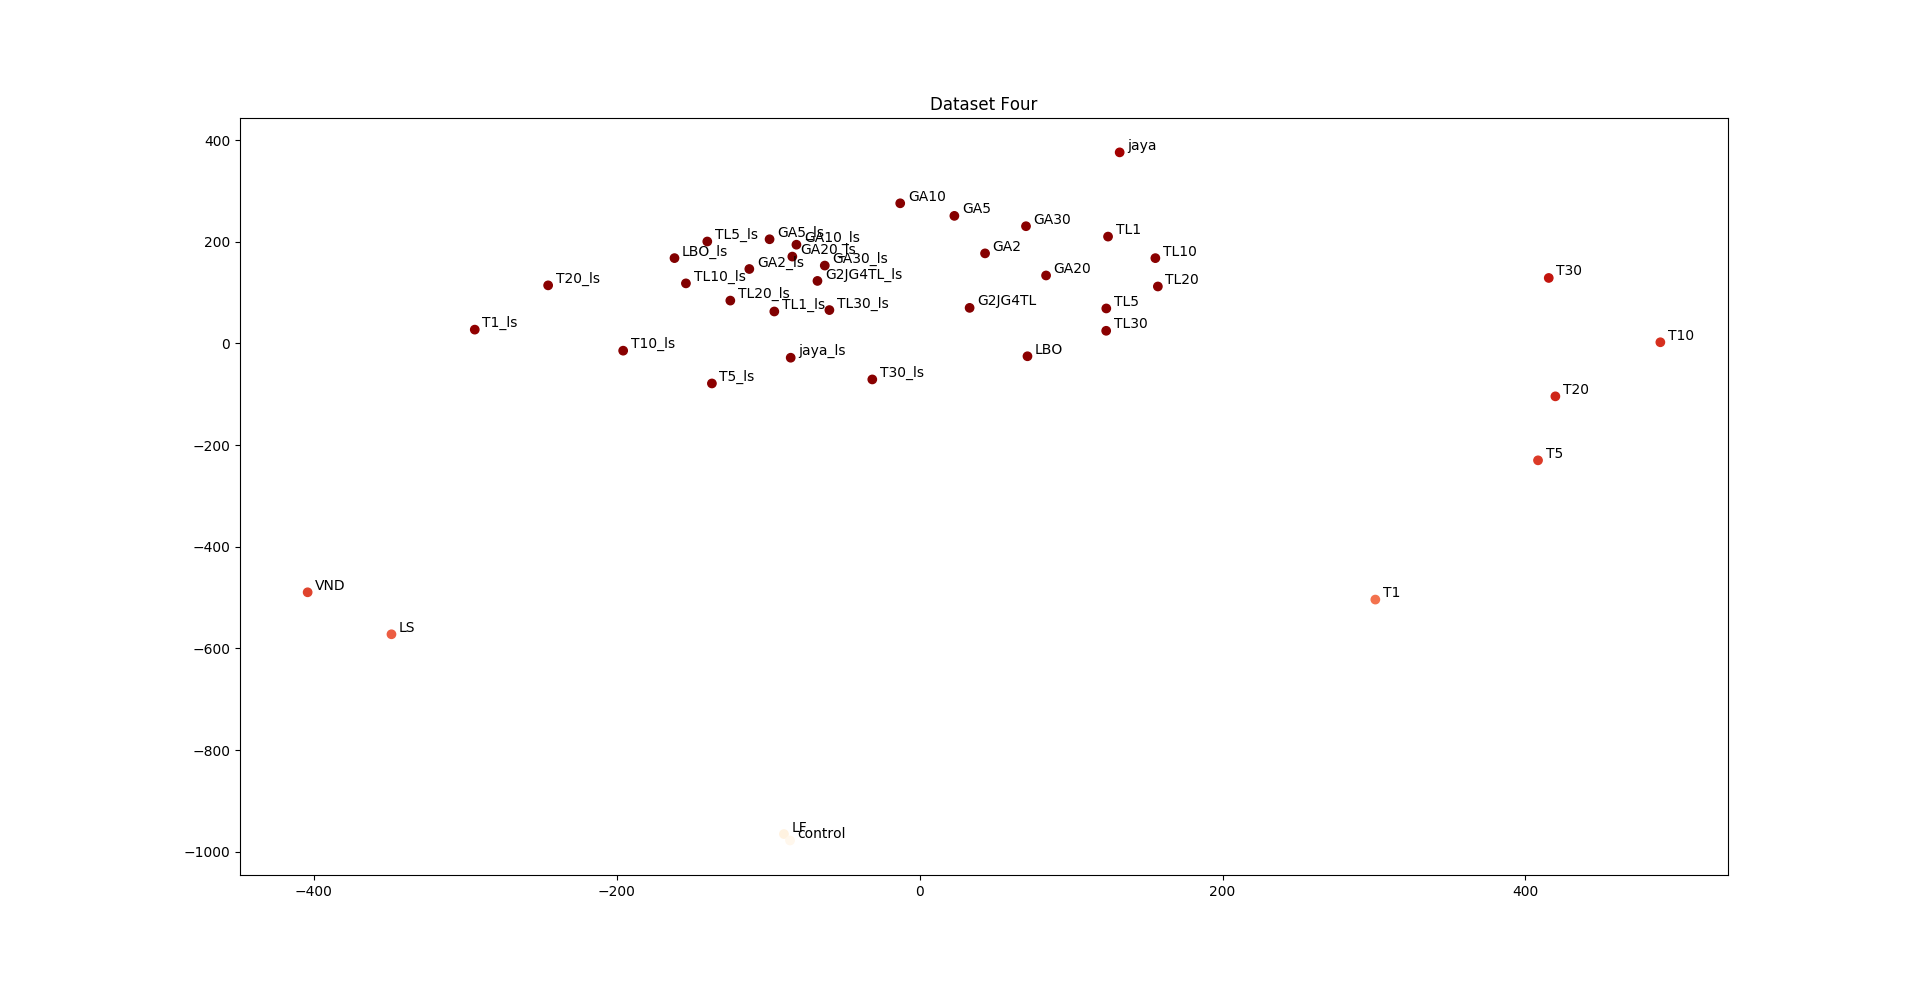 Dataset Four
400
200
0
−200
−400
−600
−800
−1000
−400
−200
0
200
400
jaya
GA10
GA5
GA30
TL1
GA2
TL10
GA20
TL20
G2JG4TL
TL5
TL30
LBO
TL5_ls
GA5_ls
GA10_ls
LBO_ls
GA20_ls
GA2_ls
GA30_ls
T20_ls
TL10_ls
G2JG4TL_ls
TL20_ls
TL1_ls
TL30_ls
T1_ls
T10_ls
jaya_ls
T5_ls
T30_ls
T30
T10
T20
T5
T1
VND
LS
LF
control